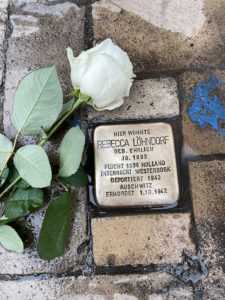 HIER WOHNTE
REBECCA LÖHNDORF
GEB. EHRLICH
JG. 1893
FLUCHT 1936 HOLLAND
INTERNIERT WESTERBORK
DEPORTIERT 1942
AUSCHWITZ
ERMORDET 1.10.1942